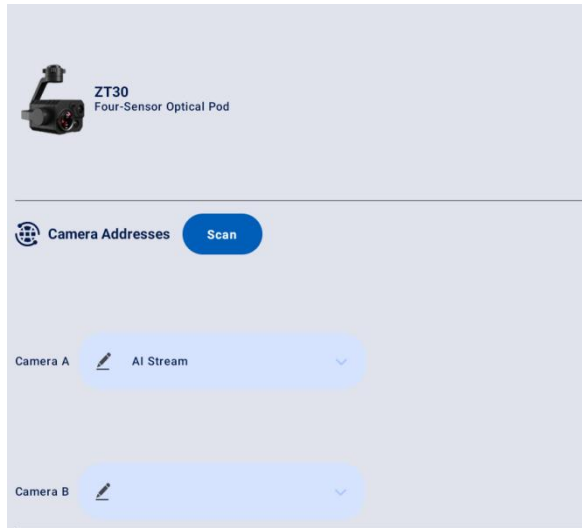 ZT30
Four-Sensor Optical Pod
Camera Addresses
Scan
Camera A
AI Stream
Camera B